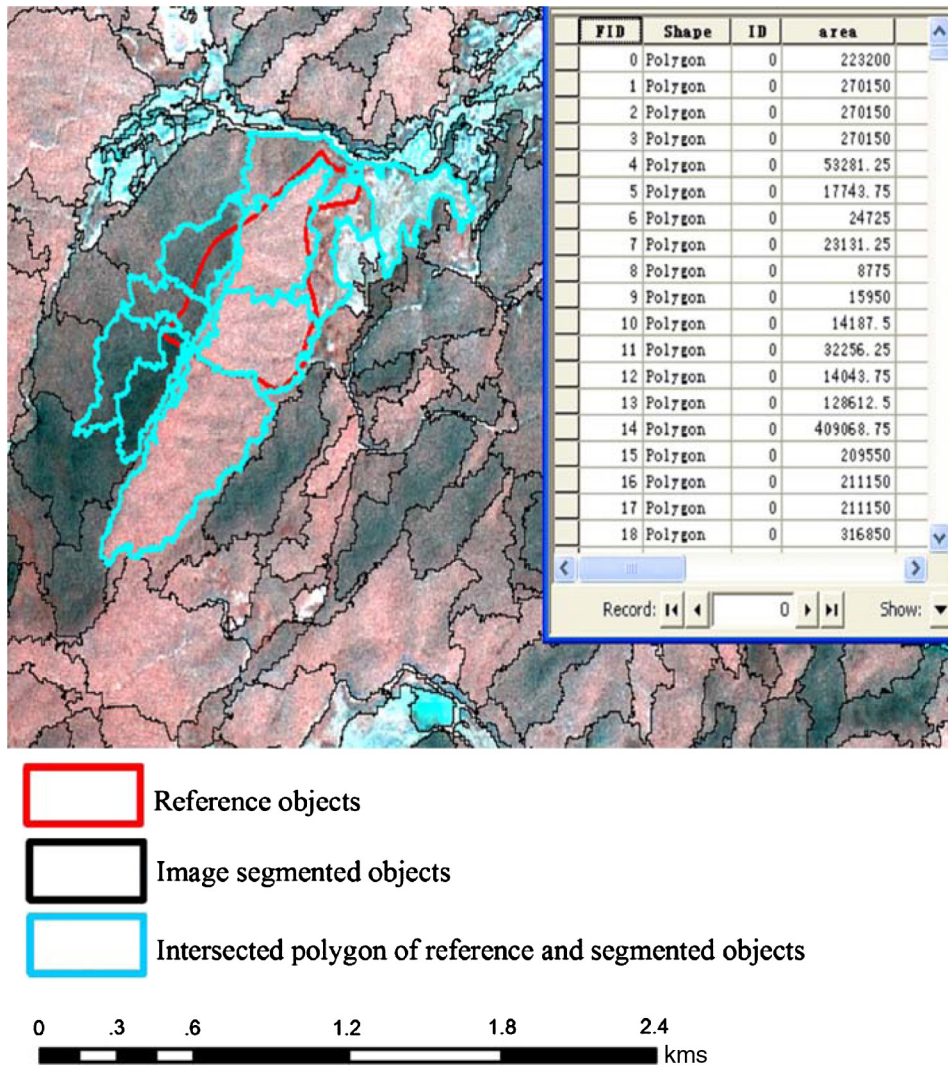 FID Shape ID area
0 Polygon 0 223200
1 Polygon 0 270150
2 Polygon 0 270150
3 Polygon 0 270150
4 Polygon 0 53281.25
5 Polygon 0 17743.75
6 Polygon 0 24725
7 Polygon 0 23131.25
8 Polygon 0 8775
9 Polygon 0 15950
10 Polygon 0 14187.5
11 Polygon 0 32256.25
12 Polygon 0 14043.75
13 Polygon 0 128612.5
14 Polygon 0 409068.75
15 Polygon 0 209550
16 Polygon 0 211150
17 Polygon 0 211150
18 Polygon 0 316850
Record: 0 Show:
Reference objects
Image segmented objects
Intersected polygon of reference and segmented objects
0 .3 .6 1.2 1.8 2.4
kms